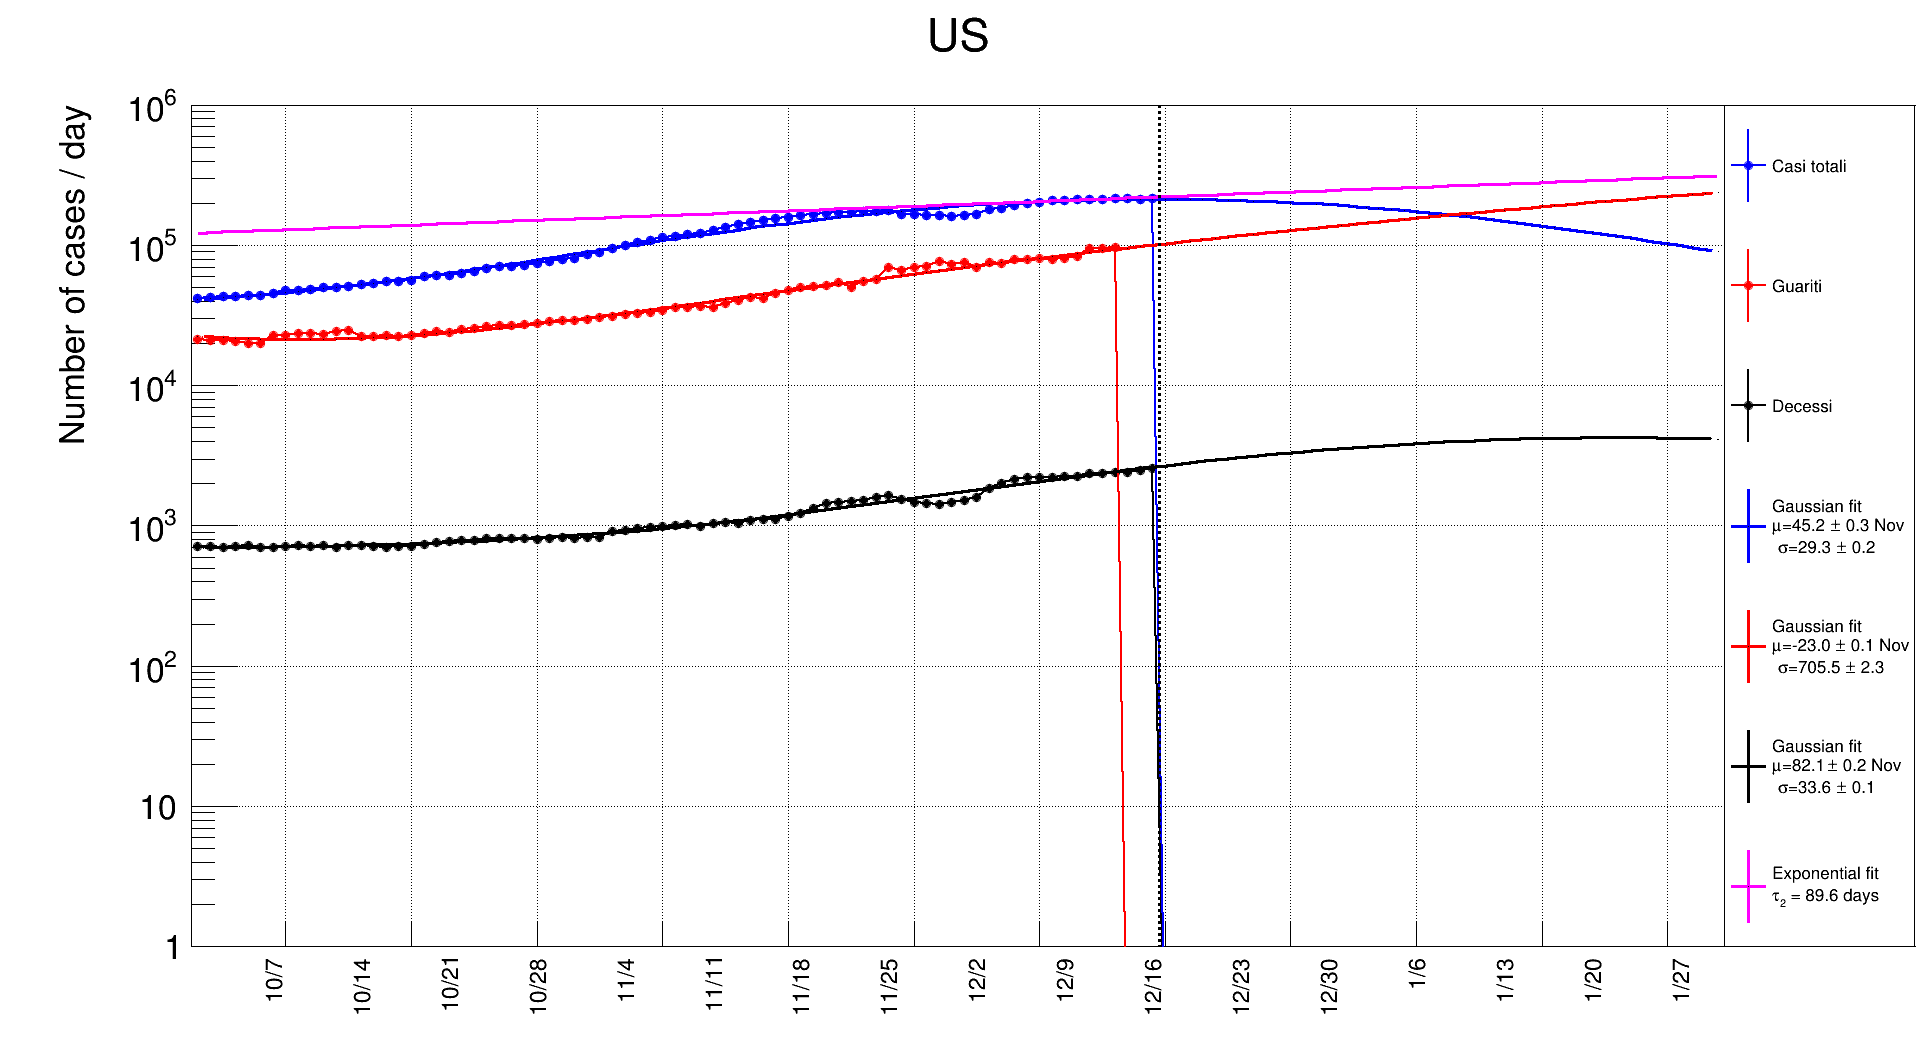 US
Number of cases / day
10^6
10^5
10^4
10^3
10^2
10
1
10/7 10/14 10/21 10/28 11/4 11/11 11/18 11/25 12/2 12/9 12/16 12/23 12/30 1/6 1/13 1/20 1/27
Casi totali
Guariti
Decessi
Gaussian fit
μ=45.2 ± 0.3 Nov
σ=29.3 ± 0.2
Gaussian fit
μ=-23.0 ± 0.1 Nov
σ=705.5 ± 2.3
Gaussian fit
μ=82.1 ± 0.2 Nov
σ=33.6 ± 0.1
Exponential fit
τ₂ = 89.6 days